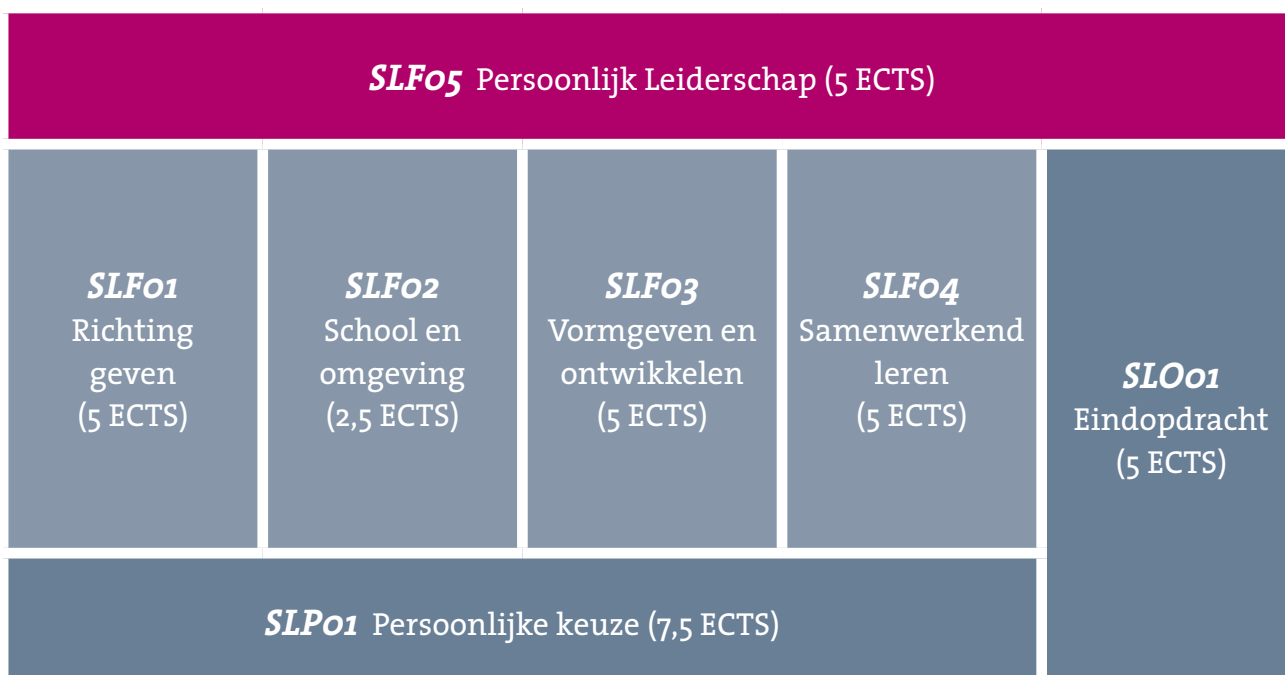 SLF05 Persoonlijk Leiderschap (5 ECTS)
SLF01
Richting
geven
(5 ECTS)
SLF02
School en
omgeving
(2,5 ECTS)
SLF03
Vormgeven en
ontwikkelen
(5 ECTS)
SLF04
Samenwerkend
leren
(5 ECTS)
SLO01
Eindopdracht
(5 ECTS)
SLP01 Persoonlijke keuze (7,5 ECTS)